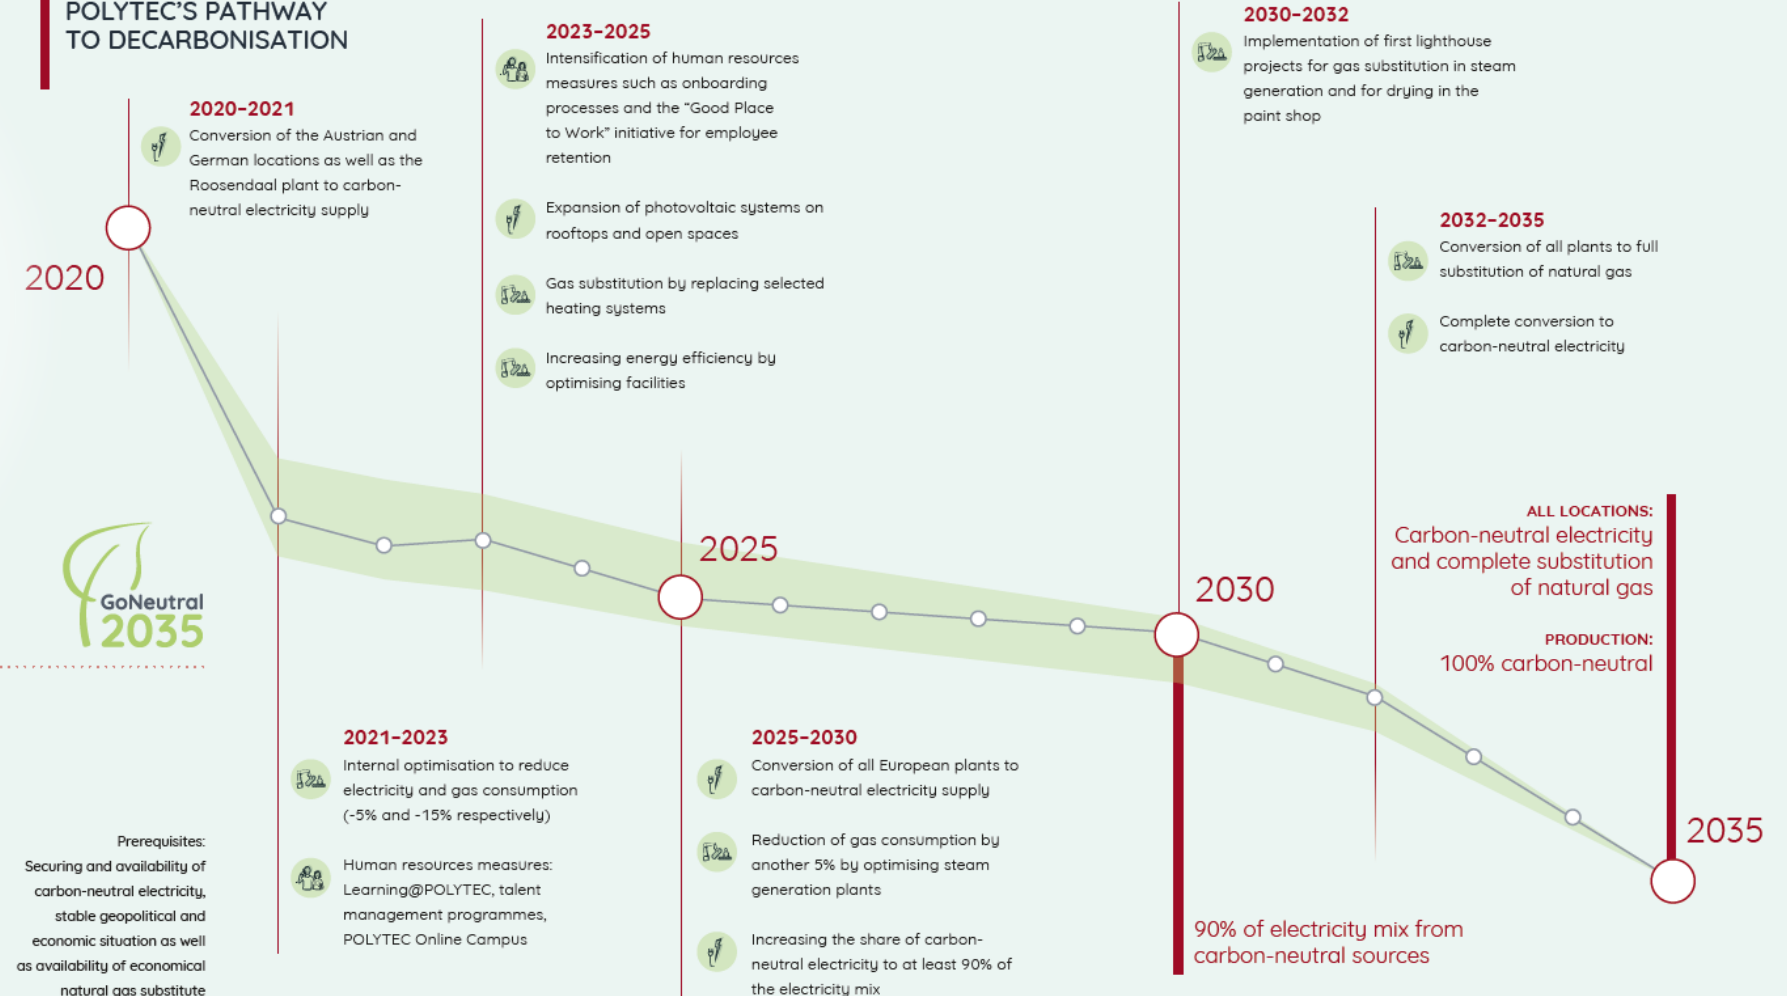 POLYTEC’S PATHWAY
TO DECARBONISATION
2020
2020–2021
Conversion of the Austrian and
German locations as well as the
Roosendaal plant to carbon-
neutral electricity supply
2023–2025
Intensification of human resources
measures such as onboarding
processes and the “Good Place
to Work” initiative for employee
retention
Expansion of photovoltaic systems on
rooftops and open spaces
Gas substitution by replacing selected
heating systems
Increasing energy efficiency by
optimising facilities
2030–2032
Implementation of first lighthouse
projects for gas substitution in steam
generation and for drying in the
paint shop
2032–2035
Conversion of all plants to full
substitution of natural gas
Complete conversion to
carbon-neutral electricity
2025
2030
ALL LOCATIONS:
Carbon-neutral electricity
and complete substitution
of natural gas
PRODUCTION:
100% carbon-neutral
2035
GoNeutral
2035
Prerequisites:
Securing and availability of
carbon-neutral electricity,
stable geopolitical and
economic situation as well
as availability of economical
natural gas substitute
2021–2023
Internal optimisation to reduce
electricity and gas consumption
(-5% and -15% respectively)
Human resources measures:
Learning@POLYTEC, talent
management programmes,
POLYTEC Online Campus
2025–2030
Conversion of all European plants to
carbon-neutral electricity supply
Reduction of gas consumption by
another 5% by optimising steam
generation plants
Increasing the share of carbon-
neutral electricity to at least 90% of
the electricity mix
90% of electricity mix from
carbon-neutral sources